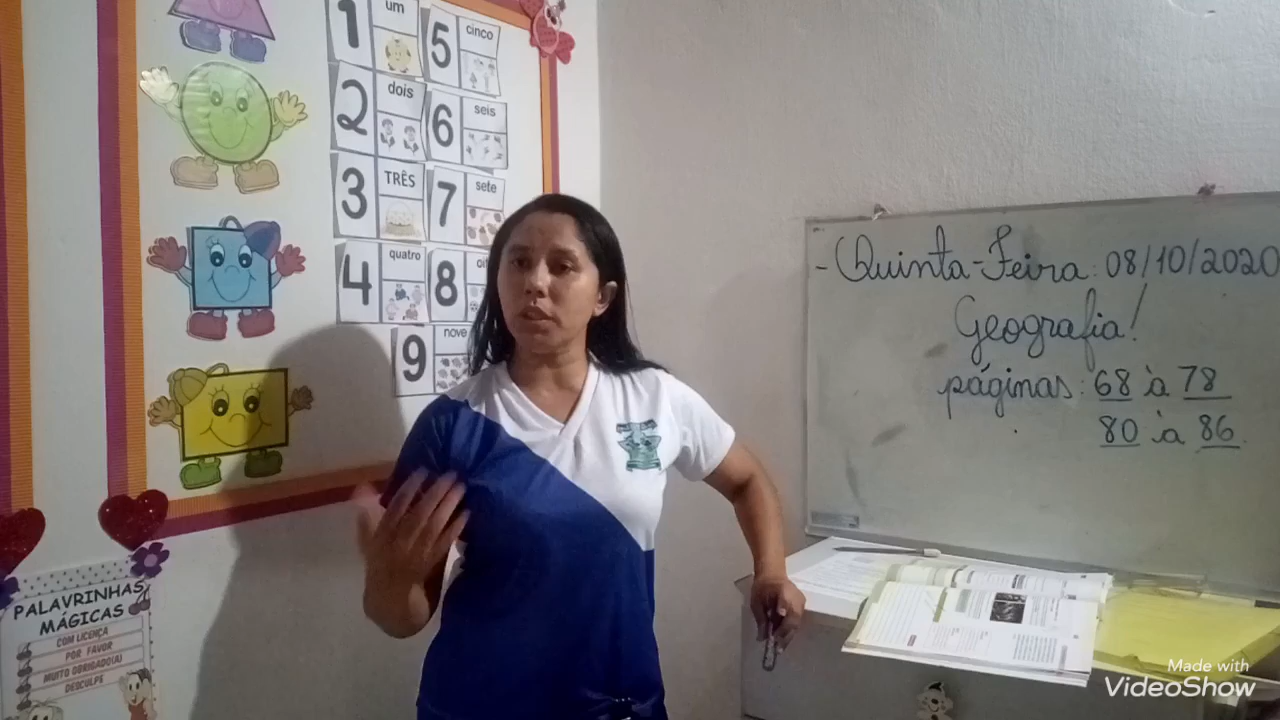 1 um
5 cinco
2 dois
6 seis
3 TRÊS
7 sete
4 quatro
8
9 nove
- Quinta-Feira: 08/10/2020
Geografia!
páginas: 68 à 78
80 à 86
PALAVRINHAS
MÁGICAS
COM LICENÇA
POR FAVOR
MUITO OBRIGADO(A)
DESCULPE
Made with
VideoShow